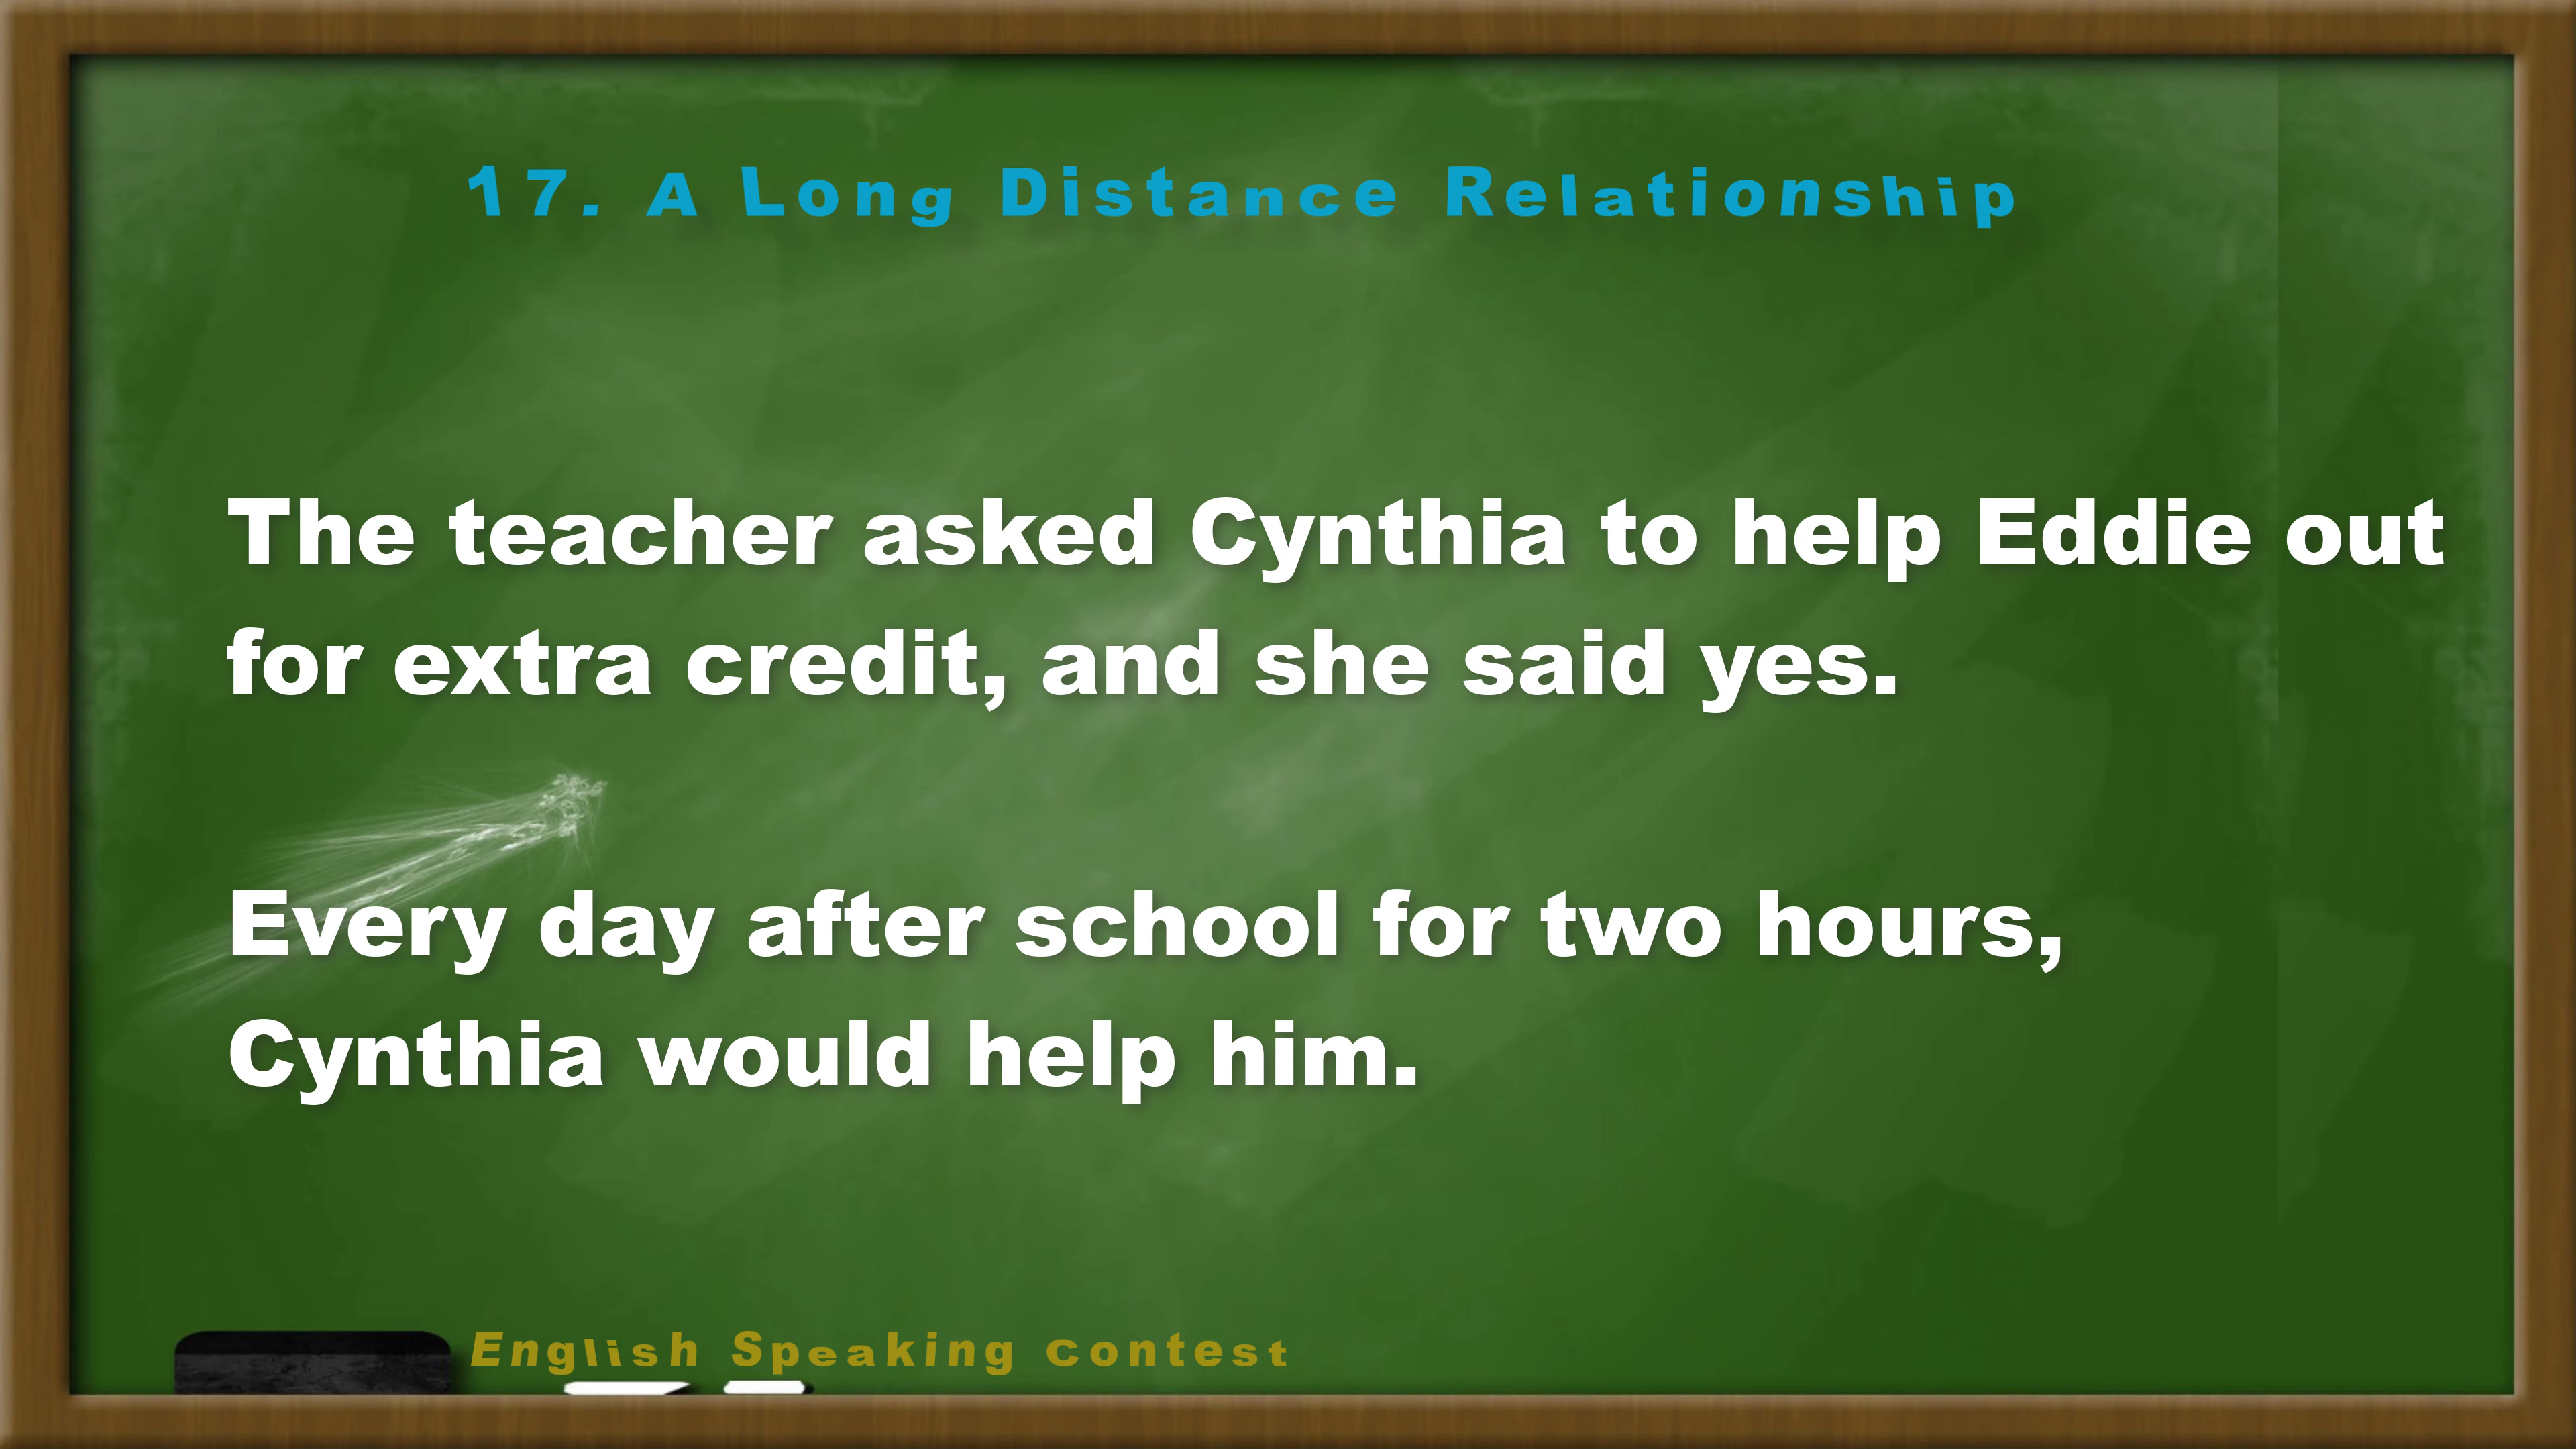 17. A Long Distance Relationship
The teacher asked Cynthia to help Eddie out
for extra credit, and she said yes.
Every day after school for two hours,
Cynthia would help him.
English Speaking Contest